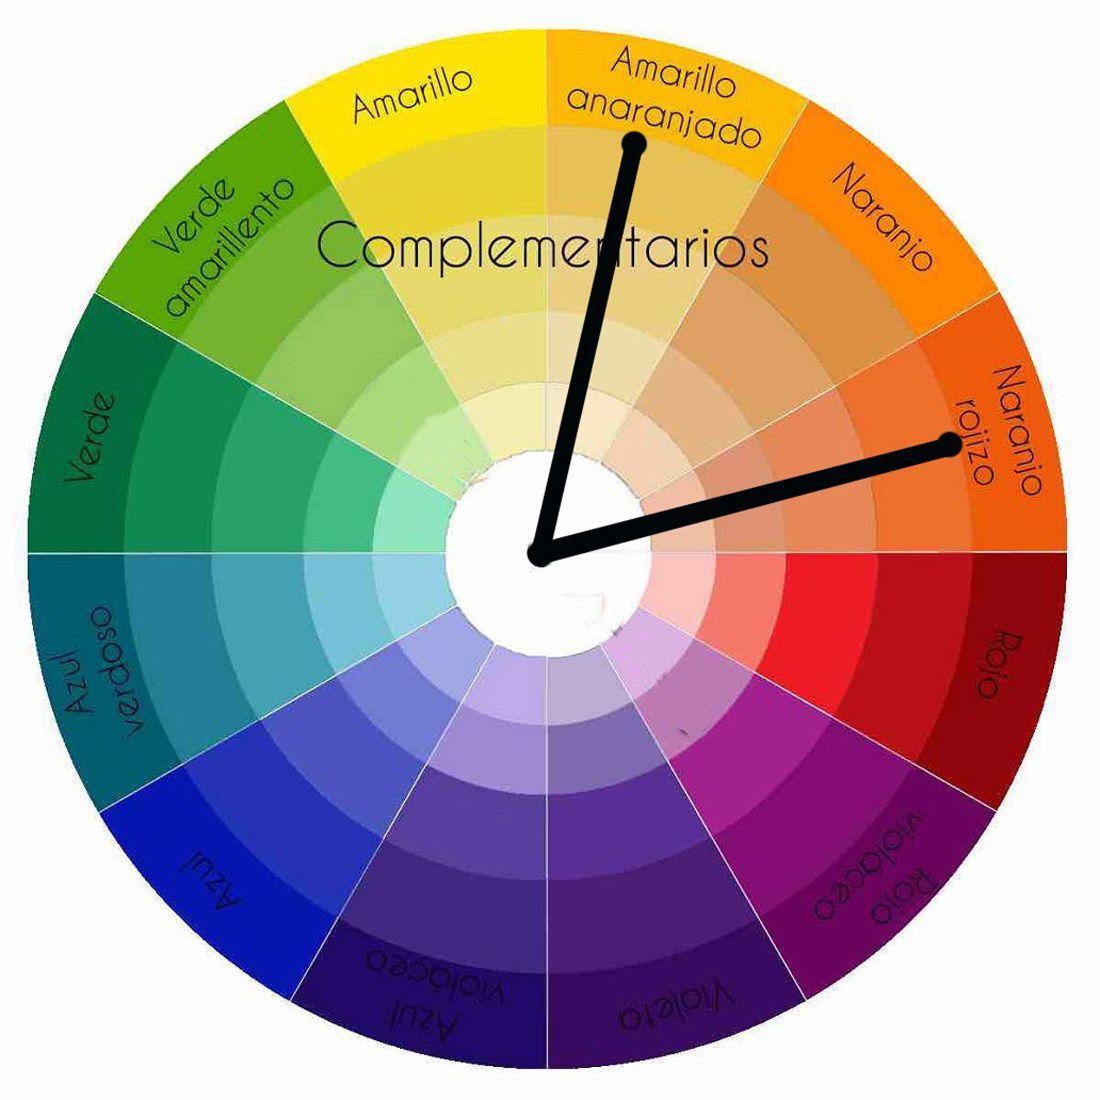 Amarillo
Amarillo
anaranjado
Naranjo
Naranjo
rojizo
Rojo
Rojo
violáceo
Violeta
Azul
violáceo
Azul
Azul
verdoso
Verde
Verde
amarillento
Complementarios